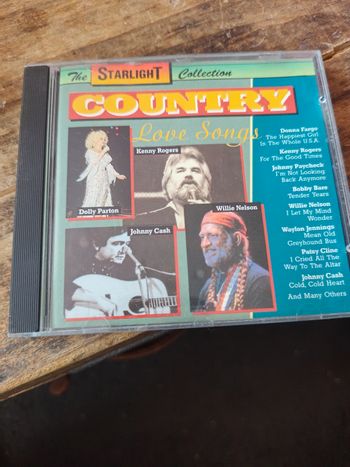 The STARLIGHT Collection
COUNTRY
Love Songs
Kenny Rogers
Dolly Parton
Willie Nelson
Johnny Cash
Donna Fargo
The Happiest Girl
In The Whole U.S.A.
Kenny Rogers
For The Good Times
Johnny Paycheck
I'm Not Looking
Back Anymore
Bobby Bare
Tender Years
Willie Nelson
I Let My Mind
Wonder
Waylon Jennings
Mean Old
Greyhound Bus
Patsy Cline
I Cried All The
Way To The Altar
Johnny Cash
Cold, Cold Heart
And Many Others